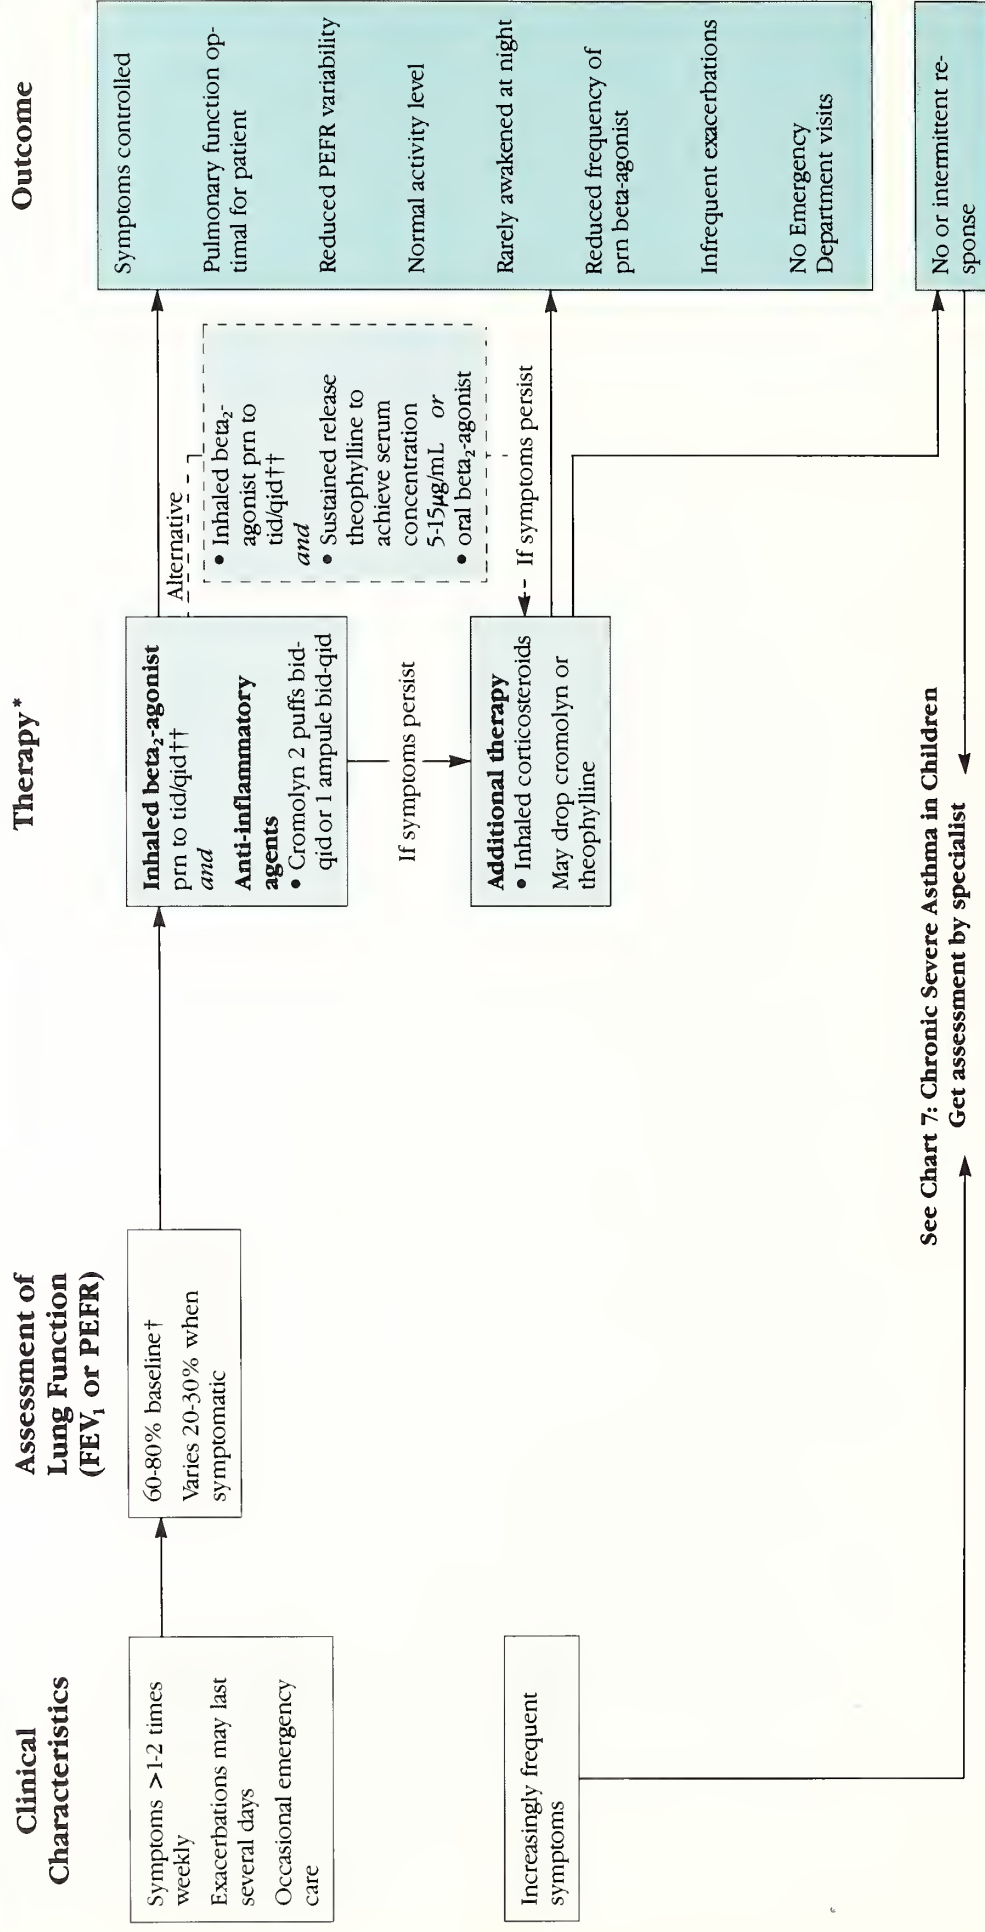 Clinical
Characteristics
Assessment of
Lung Function
(FEV₁ or PEFR)
Therapy*
Outcome
Symptoms >1-2 times
weekly
Exacerbations may last
several days
Occasional emergency
care
60-80% baseline†
Varies 20-30% when
symptomatic
Inhaled beta₂-agonist
prn to tid/qid††
and
Anti-inflammatory
agents
• Cromolyn 2 puffs bid-
qid or 1 ampule bid-qid
Alternative
• Inhaled beta₂-
agonist prn to
tid/qid††
and
• Sustained release
theophylline to
achieve serum
concentration
5-15µg/mL or
• oral beta₂-agonist
If symptoms persist
If symptoms persist
Additional therapy
• Inhaled corticosteroids
May drop cromolyn or
theophylline
Symptoms controlled
Pulmonary function op-
timal for patient
Reduced PEFR variability
Normal activity level
Rarely awakened at night
Reduced frequency of
prn beta-agonist
Infrequent exacerbations
No Emergency
Department visits
Increasingly frequent
symptoms
No or intermittent re-
sponse
See Chart 7: Chronic Severe Asthma in Children
Get assessment by specialist